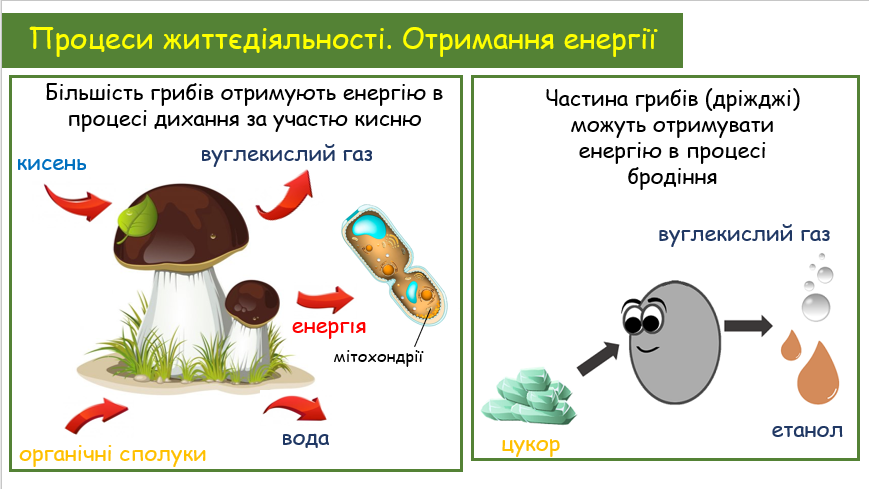 Процеси життєдіяльності. Отримання енергії
Більшість грибів отримують енергію в
процесі дихання за участю кисню
кисень
вуглекислий газ
енергія
мітохондрії
вода
органічні сполуки
Частина грибів (дріжджі)
можуть отримувати
енергію в процесі
бродіння
вуглекислий газ
цукор
етанол